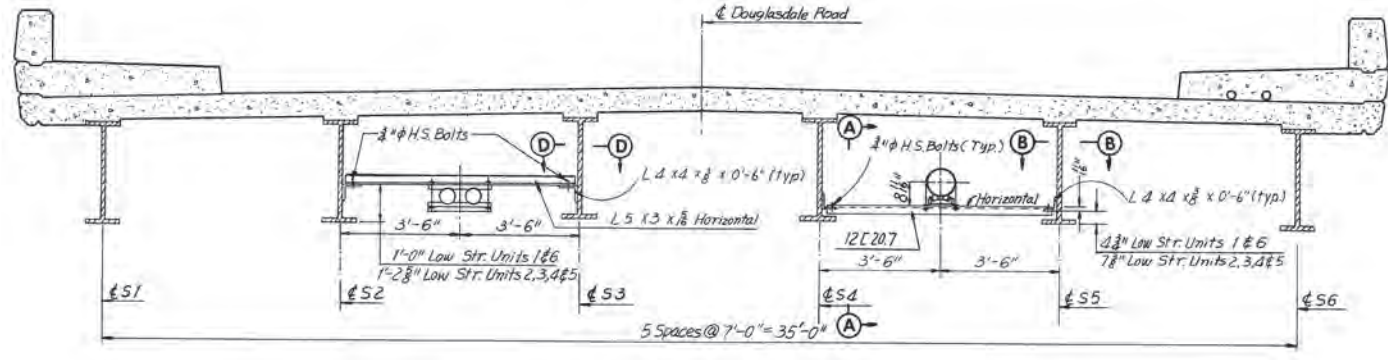 ℄ Douglasdale Road
¾"φ H.S. Bolts
D
D
A
¾"φ H.S. Bolts (Typ.)
B
B
L 4 x 4 x ⅜ x 0'-6" (typ)
L 5 x 3 x 5/16 Horizontal
Horizontal
L 4 x 4 x ⅜ x 0'-6" (typ.)
12 [ 20.7
3'-6"
3'-6"
1'-0" Low Str. Units 1 & 6
1'-2⅝" Low Str. Units 2, 3, 4 & 5
3'-6"
3'-6"
4¾" Low Str. Units 1 & 6
Low Str. Units 2, 3, 4 & 5
℄ S1
℄ S2
℄ S3
℄ S4
℄ S5
℄ S6
A
5 Spaces @ 7'-0" = 35'-0"